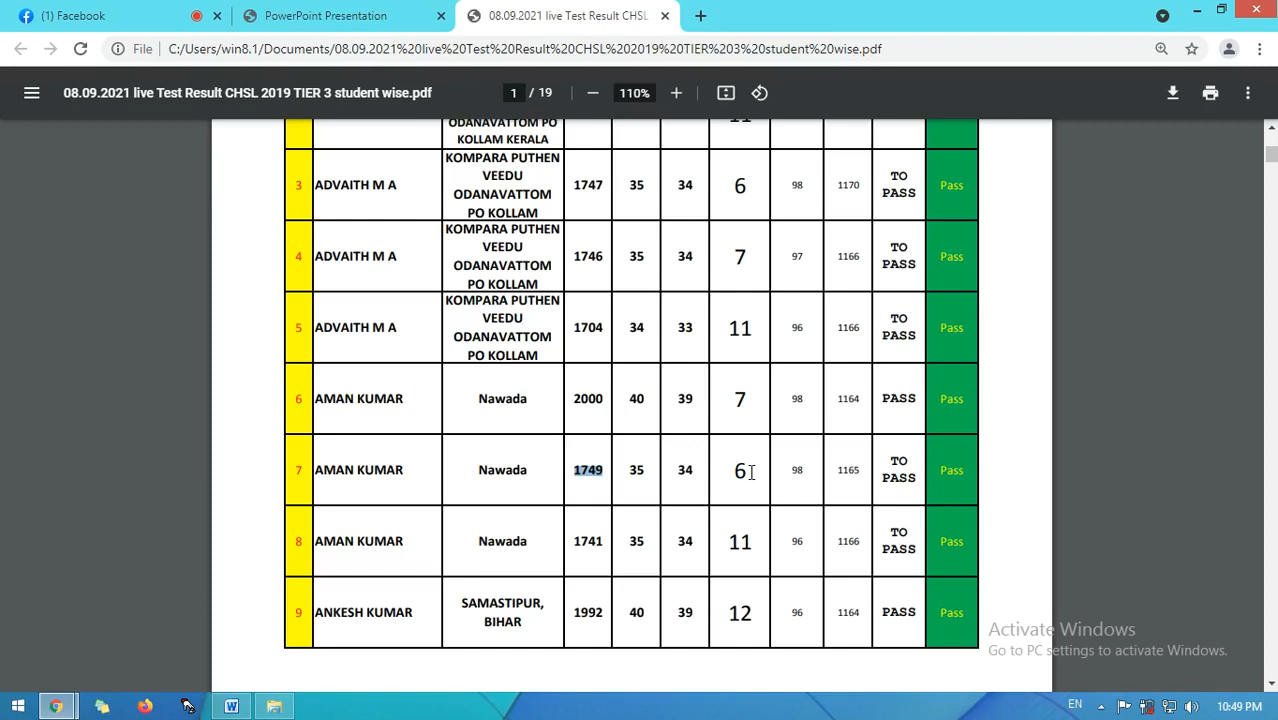 (1) Facebook
PowerPoint Presentation
08.09.2021 live Test Result CHSL
File
C:/Users/win8.1/Documents/08.09.2021%20live%20Test%20Result%20CHSL%202019%20TIER%203%20student%20wise.pdf
08.09.2021 live Test Result CHSL 2019 TIER 3 student wise.pdf
1 / 19
110%
ODANAVATTOM PO
KOLLAM KERALA
11
3 ADVAITH M A KOMPARA PUTHEN VEEDU ODANAVATTOM PO KOLLAM 1747 35 34 6 98 1170 TO PASS Pass
4 ADVAITH M A KOMPARA PUTHEN VEEDU ODANAVATTOM PO KOLLAM 1746 35 34 7 97 1166 TO PASS Pass
5 ADVAITH M A KOMPARA PUTHEN VEEDU ODANAVATTOM PO KOLLAM 1704 34 33 11 96 1166 TO PASS Pass
6 AMAN KUMAR Nawada 2000 40 39 7 98 1164 PASS Pass
7 AMAN KUMAR Nawada 1749 35 34 6 98 1165 TO PASS Pass
8 AMAN KUMAR Nawada 1741 35 34 11 96 1166 TO PASS Pass
9 ANKESH KUMAR SAMASTIPUR, BIHAR 1992 40 39 12 96 1164 PASS Pass
Activate Windows
Go to PC settings to activate Windows.
EN
10:49 PM